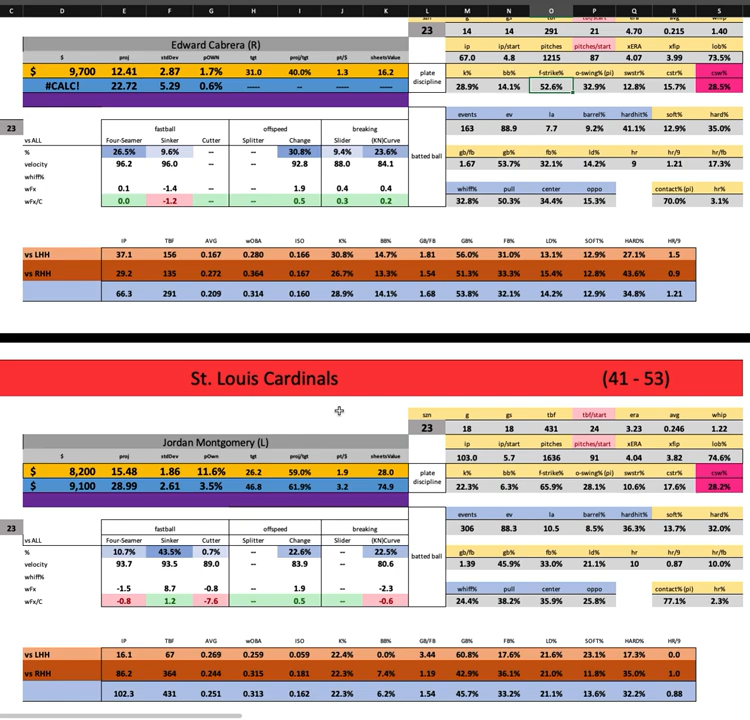 C D E F G H I J K L M N O P Q R S
szn g gs tbf tbf/start era avg whip
23 14 14 291 21 4.70 0.215 1.40
Edward Cabrera (R) ip ip/start pitches pitches/start xERA xfip lob%
$ proj stdDev pOWN tgt proj/tgt pt/$ sheetsValue 67.0 4.8 1215 87 4.07 3.99 73.5%
$ 9,700 12.41 2.87 1.7% 31.0 40.0% 1.3 16.2 plate discipline k% bb% f-strike% o-swing% (pi) swstr% cstr% csw%
#CALC! 22.72 5.29 0.6% ----- -- ----- -- 28.9% 14.1% 52.6% 32.9% 12.8% 15.7% 28.5%
events ev la barrel% hardhit% soft% hard%
23 fastball offspeed breaking batted ball 163 88.9 7.7 9.2% 41.1% 12.9% 35.0%
vs ALL Four-Seamer Sinker Cutter Splitter Change Slider (KN)Curve
% 26.5% 9.6% -- -- 30.8% 9.4% 23.6% gb/fb gb% fb% ld% hr hr/9 hr/fb
velocity 96.2 96.0 -- -- 92.8 88.0 84.1 1.67 53.7% 32.1% 14.2% 9 1.21 17.3%
whiff%
wFx 0.1 -1.4 -- -- 1.9 0.4 0.4 whiff% pull center oppo contact% (pi) hr%
wFx/C 0.0 -1.2 -- -- 0.5 0.3 0.2 32.8% 50.3% 34.4% 15.3% 70.0% 3.1%
IP TBF AVG wOBA ISO K% BB% GB/FB GB% FB% LD% SOFT% HARD% HR/9
vs LHH 37.1 156 0.167 0.280 0.166 30.8% 14.7% 1.81 56.0% 31.0% 13.1% 12.9% 27.1% 1.5
vs RHH 29.2 135 0.272 0.364 0.167 26.7% 13.3% 1.54 51.3% 33.3% 15.4% 12.8% 43.6% 0.9
66.3 291 0.209 0.314 0.160 28.9% 14.1% 1.68 53.8% 32.1% 14.2% 12.9% 34.8% 1.21
St. Louis Cardinals (41 - 53)
szn g gs tbf tbf/start era avg whip
23 18 18 431 24 3.23 0.246 1.22
Jordan Montgomery (L) ip ip/start pitches pitches/start xERA xfip lob%
$ proj stdDev pOwn tgt proj/tgt pt/$ sheetsValue 103.0 5.7 1636 91 4.04 3.82 74.6%
$ 8,200 15.48 1.86 11.6% 26.2 59.0% 1.9 28.0 plate discipline k% bb% f-strike% o-swing% (pi) swstr% cstr% csw%
$ 9,100 28.99 2.61 3.5% 46.8 61.9% 3.2 74.9 22.3% 6.3% 65.9% 28.1% 10.6% 17.6% 28.2%
events ev la barrel% hardhit% soft% hard%
23 fastball offspeed breaking batted ball 306 88.3 10.5 8.5% 36.3% 13.7% 32.0%
vs ALL Four-Seamer Sinker Cutter Splitter Change Slider (KN)Curve
% 10.7% 43.5% 0.7% -- 22.6% -- 22.5% gb/fb gb% fb% ld% hr hr/9 hr/fb
velocity 93.7 93.5 89.0 -- 83.9 -- 80.6 1.39 45.9% 33.0% 21.1% 10 0.87 10.0%
whiff%
wFx -1.5 8.7 -0.8 -- 1.9 -- -2.3 whiff% pull center oppo contact% (pi) hr%
wFx/C -0.8 1.2 -7.6 -- 0.5 -- -0.6 24.4% 38.2% 35.9% 25.8% 77.1% 2.3%
IP TBF AVG wOBA ISO K% BB% GB/FB GB% FB% LD% SOFT% HARD% HR/9
vs LHH 16.1 67 0.269 0.259 0.059 22.4% 0.0% 3.44 60.8% 17.6% 21.6% 23.1% 17.3% 0.0
vs RHH 86.2 364 0.244 0.315 0.181 22.3% 7.4% 1.19 42.9% 36.1% 21.0% 11.8% 35.0% 1.0
102.3 431 0.251 0.313 0.162 22.3% 6.2% 1.54 45.7% 33.2% 21.1% 13.6% 32.2% 0.88